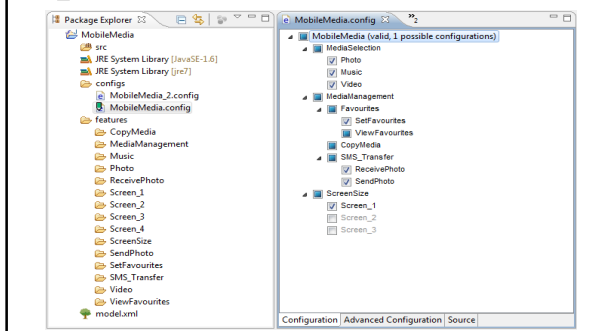 Package Explorer
MobileMedia
src
JRE System Library [JavaSE-1.6]
JRE System Library [jre7]
configs
MobileMedia_2.config
MobileMedia.config
features
CopyMedia
MediaManagement
Music
Photo
ReceivePhoto
Screen_1
Screen_2
Screen_3
Screen_4
ScreenSize
SendPhoto
SetFavourites
SMS_Transfer
Video
ViewFavourites
model.xml
MobileMedia.config »2
MobileMedia (valid, 1 possible configurations)
MediaSelection
Photo
Music
Video
MediaManagement
Favourites
SetFavourites
ViewFavourites
CopyMedia
SMS_Transfer
ReceivePhoto
SendPhoto
ScreenSize
Screen_1
Screen_2
Screen_3
Configuration Advanced Configuration Source